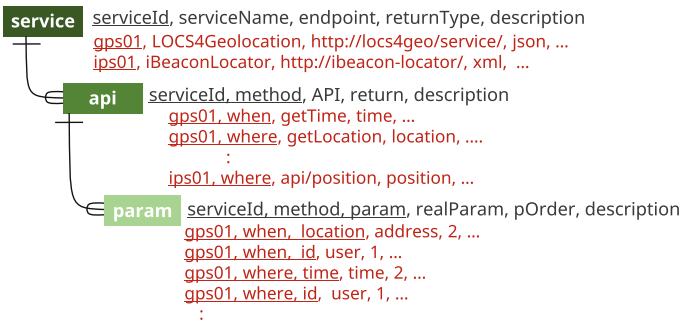 service serviceId, serviceName, endpoint, returnType, description
gps01, LOCS4Geolocation, http://locs4geo/service/, json, ...
ips01, iBeaconLocator, http://ibeacon-locator/, xml, ...
api serviceId, method, API, return, description
gps01, when, getTime, time, ...
gps01, where, getLocation, location, ....
:
ips01, where, api/position, position, ...
param serviceId, method, param, realParam, pOrder, description
gps01, when, location, address, 2, ...
gps01, when, id, user, 1, ...
gps01, where, time, time, 2, ...
gps01, where, id, user, 1, ...
: